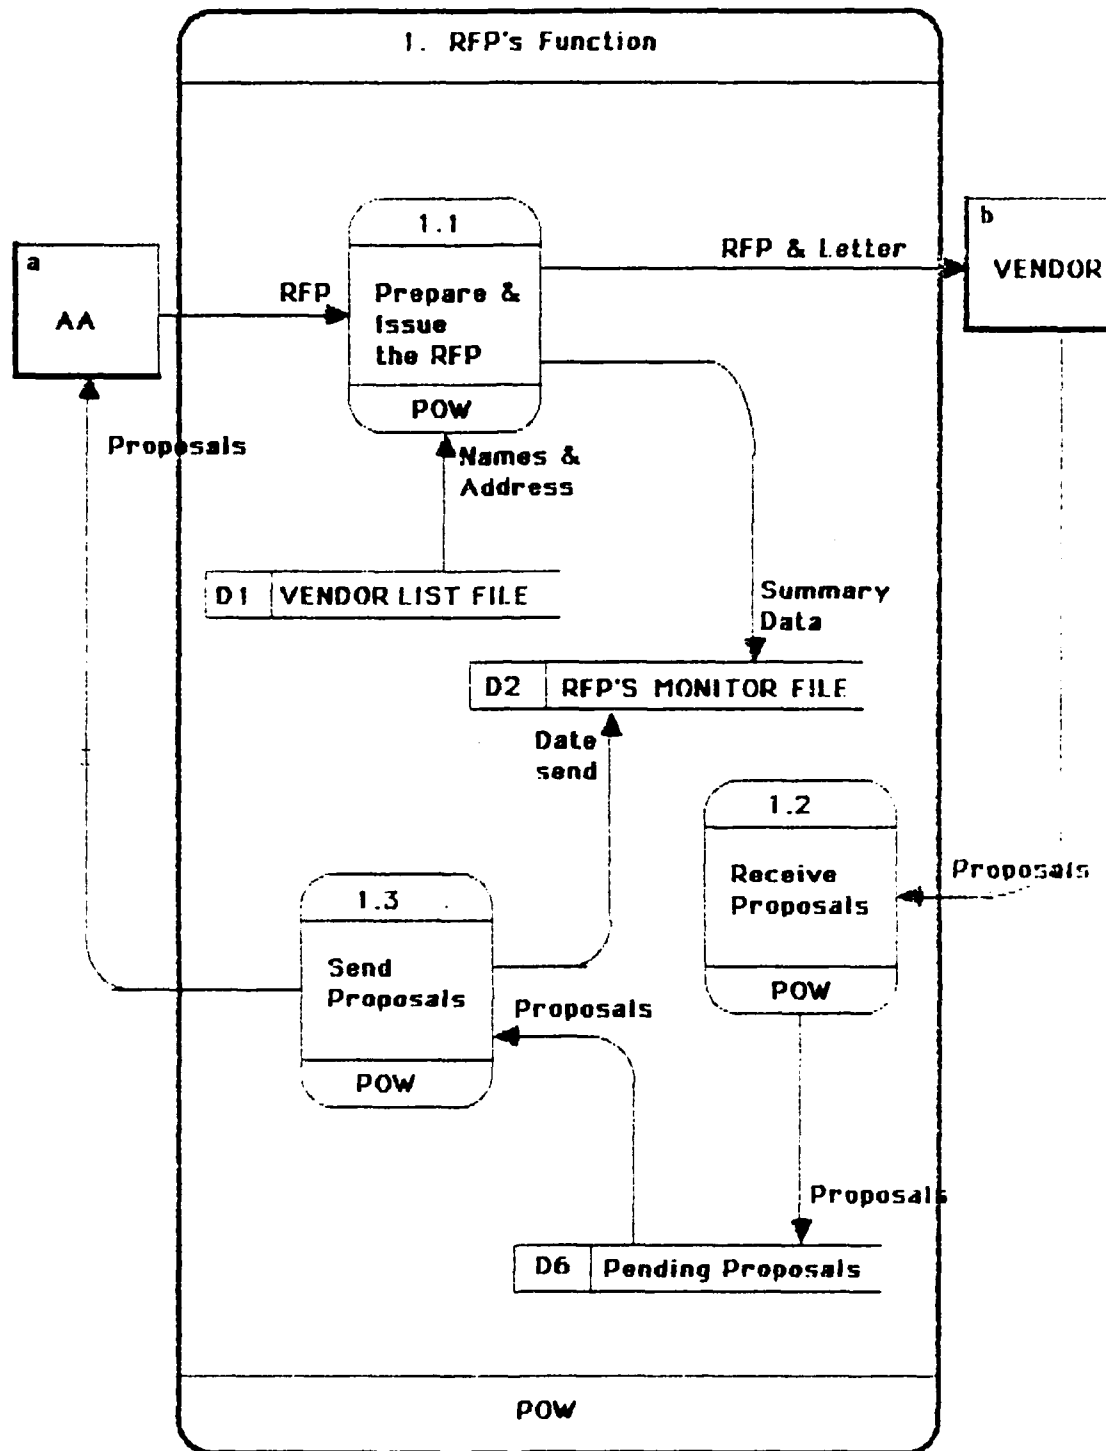 1. RFP's Function
1.1
b
RFP & Letter
VENDOR
a
AA
RFP
Prepare &
Issue
the RFP
POW
Proposals
Names &
Address
D1 VENDOR LIST FILE
Summary
Data
D2 RFP'S MONITOR FILE
Date
send
1.2
Receive
Proposals
POW
Proposals
1.3
Send
Proposals
POW
Proposals
Proposals
D6 Pending Proposals
POW